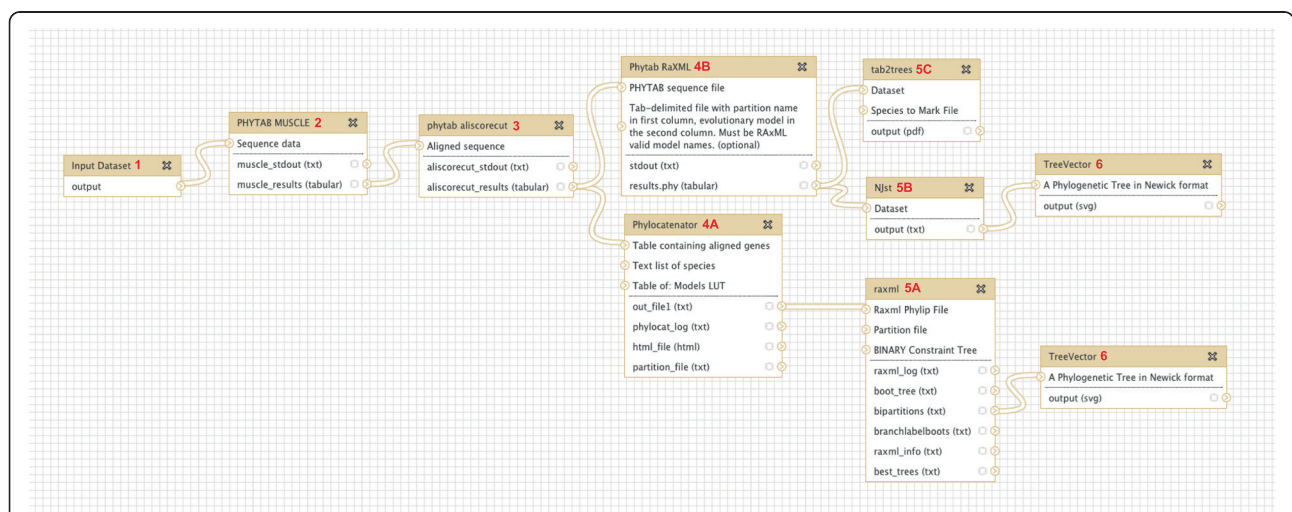 Input Dataset 1
output
PHYTAB MUSCLE 2
Sequence data
muscle_stdout (txt)
muscle_results (tabular)
phytab aliscorecut 3
Aligned sequence
aliscorecut_stdout (txt)
aliscorecut_results (tabular)
Phytab RaXML 4B
PHYTAB sequence file
Tab-delimited file with partition name
in first column, evolutionary model in
the second column. Must be RAxML
valid model names. (optional)
stdout (txt)
results.phy (tabular)
Phylocatenator 4A
Table containing aligned genes
Text list of species
Table of: Models LUT
out_file1 (txt)
phylocat_log (txt)
html_file (html)
partition_file (txt)
tab2trees 5C
Dataset
Species to Mark File
output (pdf)
NJst 5B
Dataset
output (txt)
raxml 5A
Raxml Phylip File
Partition file
BINARY Constraint Tree
raxml_log (txt)
boot_tree (txt)
bipartitions (txt)
branchlabelboots (txt)
raxml_info (txt)
best_trees (txt)
TreeVector 6
A Phylogenetic Tree in Newick format
output (svg)
TreeVector 6
A Phylogenetic Tree in Newick format
output (svg)